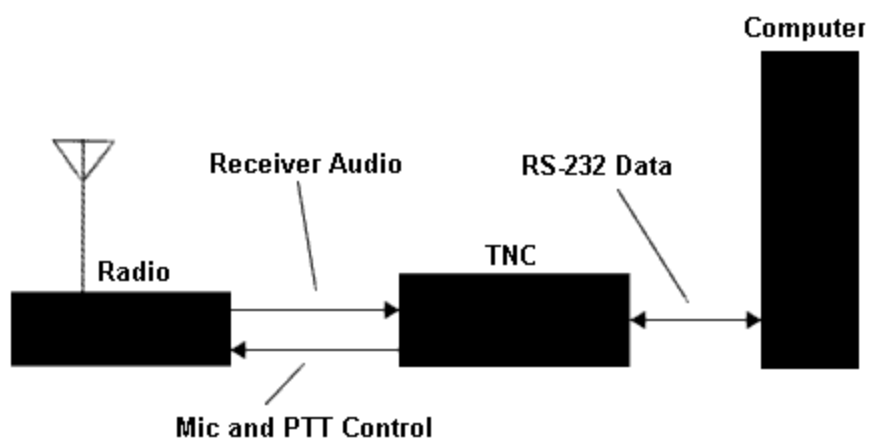 Computer
Receiver Audio
RS-232 Data
TNC
Radio
Mic and PTT Control